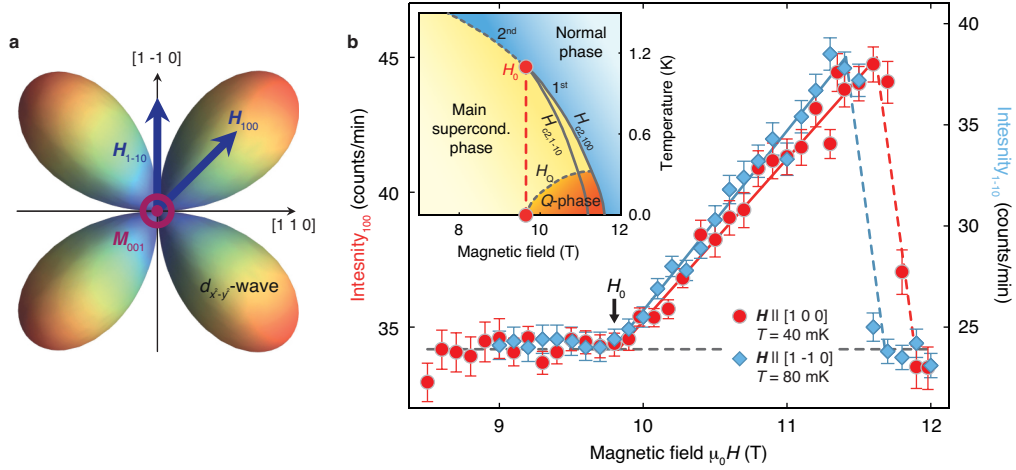 a
[1 -1 0]
H100
H1-10
[1 1 0]
M001
dx²-y²-wave
b
Intesnity100 (counts/min)
45
40
35
2nd
Normal
phase
H0
1st
Main
supercond.
phase
Hc2,1-10
Hc2,100
HQ
Q-phase
1.2
0.6
0.0
Temperature (K)
8
10
12
Magnetic field (T)
H0
H || [1 0 0]
T = 40 mK
H || [1 -1 0]
T = 80 mK
40
35
30
25
Intesnity1-10 (counts/min)
9
10
11
12
Magnetic field μ0H (T)